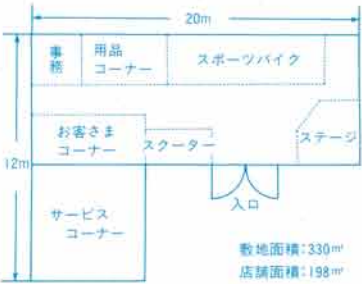 20m
事務
用品
コーナー
スポーツバイク
お客さま
コーナー
スクーター
ステージ
12m
入口
サービス
コーナー
敷地面積:330㎡
店舗面積:198㎡